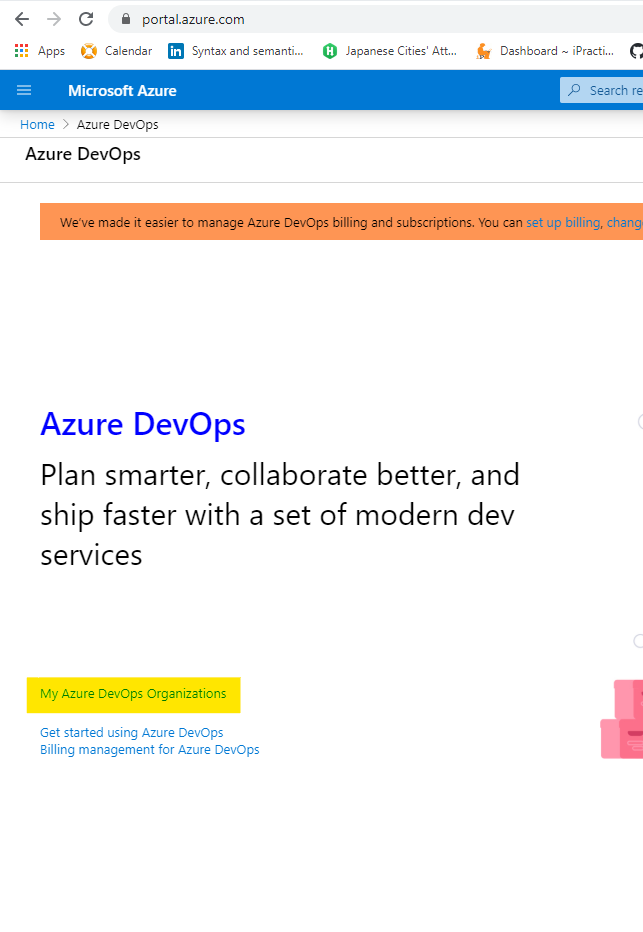 portal.azure.com
Apps Calendar Syntax and semanti... Japanese Cities' Att... Dashboard ~ iPracti...
Microsoft Azure Search re
Home > Azure DevOps
Azure DevOps
We've made it easier to manage Azure DevOps billing and subscriptions. You can set up billing, chang
Azure DevOps
Plan smarter, collaborate better, and
ship faster with a set of modern dev
services
My Azure DevOps Organizations
Get started using Azure DevOps
Billing management for Azure DevOps